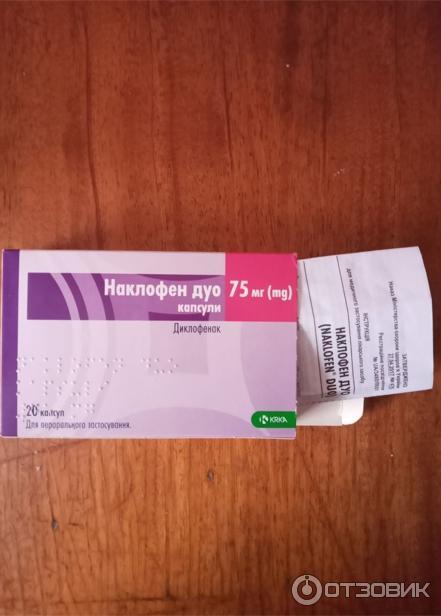 Наклофен дуо 75 мг (mg)
капсули
Диклофенак
20 капсул
Для перорального застосування.
KRKA
ІНСТРУКЦІЯ
НАКЛОФЕН ДУО
(NAKLOFEN® DUO)
ОТЗОВИК